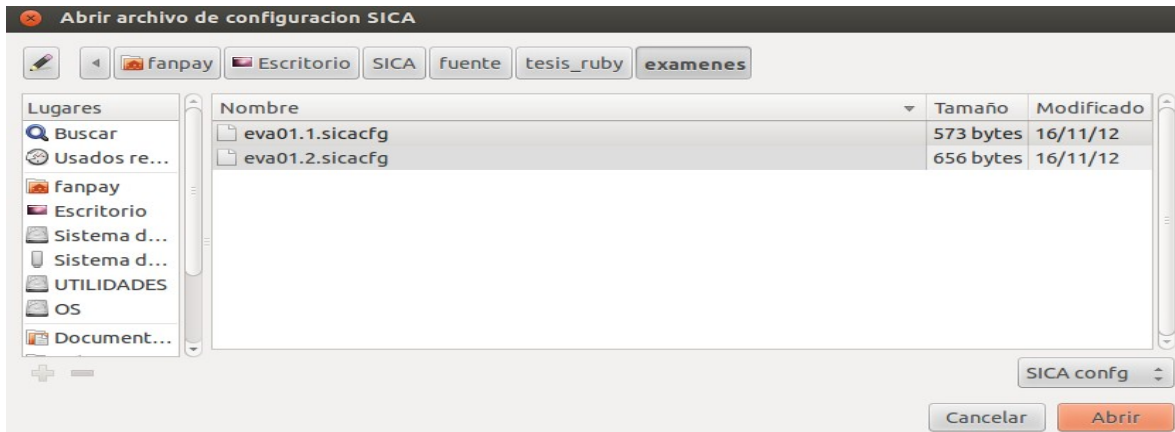 Abrir archivo de configuracion SICA
fanpay Escritorio SICA fuente tesis_ruby examenes
Lugares Nombre Tamaño Modificado
Buscar eva01.1.sicacfg 573 bytes 16/11/12
Usados re... eva01.2.sicacfg 656 bytes 16/11/12
fanpay
Escritorio
Sistema d...
Sistema d...
UTILIDADES
OS
Document...
SICA confg
Cancelar Abrir